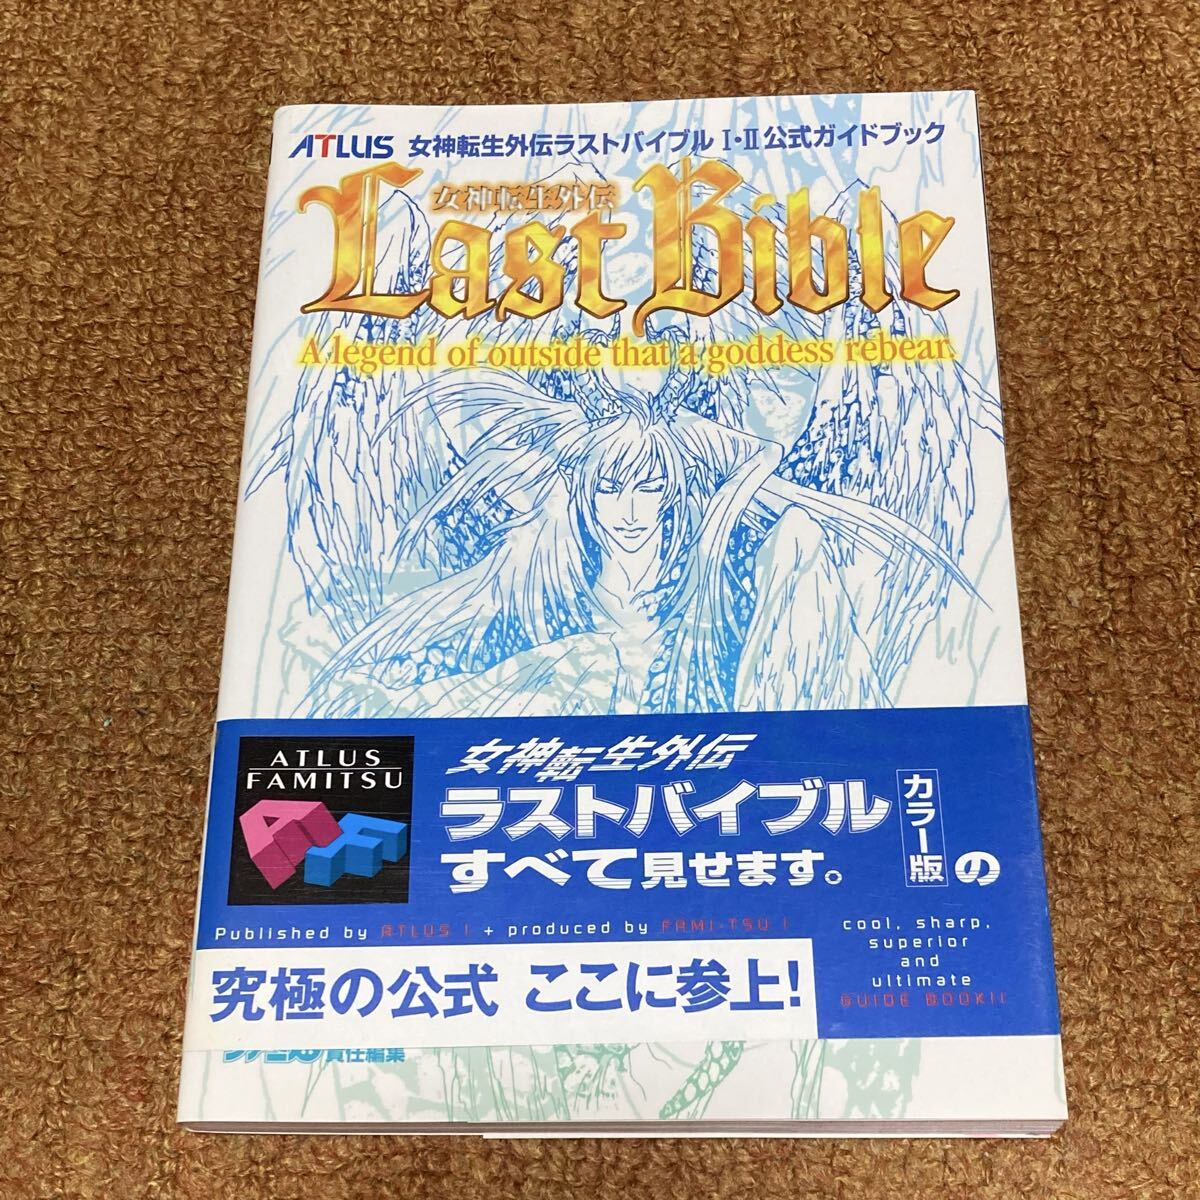 ATLUS 女神転生外伝ラストバイブル I・II公式ガイドブック
女神転生外伝
Last Bible
A legend of outside that a goddess rebear.
ATLUS
FAMITSU
AF
女神転生外伝
ラストバイブル カラー版の
すべて見せます。
Published by ATLUS ! + produced by FAMI-TSU !
cool, sharp,
superior
and
ultimate
GUIDE BOOK!!
究極の公式 ここに参上!
責任編集